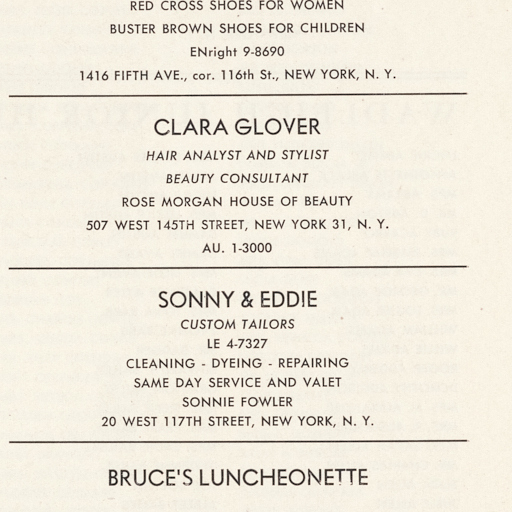 RED CROSS SHOES FOR WOMEN
BUSTER BROWN SHOES FOR CHILDREN
ENright 9-8690
1416 FIFTH AVE., cor. 116th St., NEW YORK, N. Y.
CLARA GLOVER
HAIR ANALYST AND STYLIST
BEAUTY CONSULTANT
ROSE MORGAN HOUSE OF BEAUTY
507 WEST 145TH STREET, NEW YORK 31, N. Y.
AU. 1-3000
SONNY & EDDIE
CUSTOM TAILORS
LE 4-7327
CLEANING - DYEING - REPAIRING
SAME DAY SERVICE AND VALET
SONNIE FOWLER
20 WEST 117TH STREET, NEW YORK, N. Y.
BRUCE'S LUNCHEONETTE